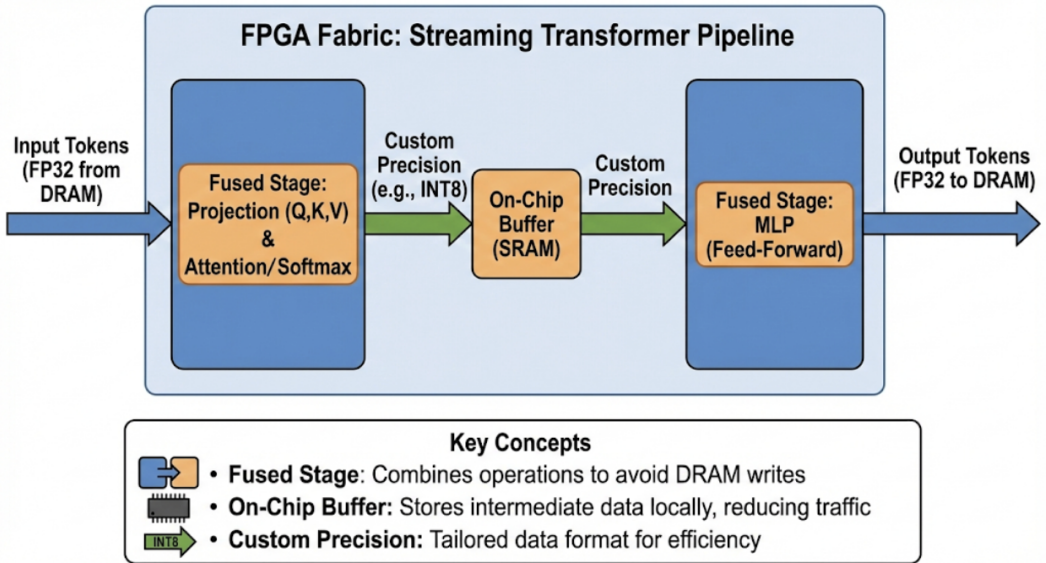 FPGA Fabric: Streaming Transformer Pipeline
Input Tokens
(FP32 from
DRAM)
Fused Stage:
Projection (Q,K,V)
&
Attention/Softmax
Custom
Precision
(e.g., INT8)
On-Chip
Buffer
(SRAM)
Custom
Precision
Fused Stage:
MLP
(Feed-Forward)
Output Tokens
(FP32 to DRAM)
Key Concepts
• Fused Stage: Combines operations to avoid DRAM writes
• On-Chip Buffer: Stores intermediate data locally, reducing traffic
INT8 • Custom Precision: Tailored data format for efficiency